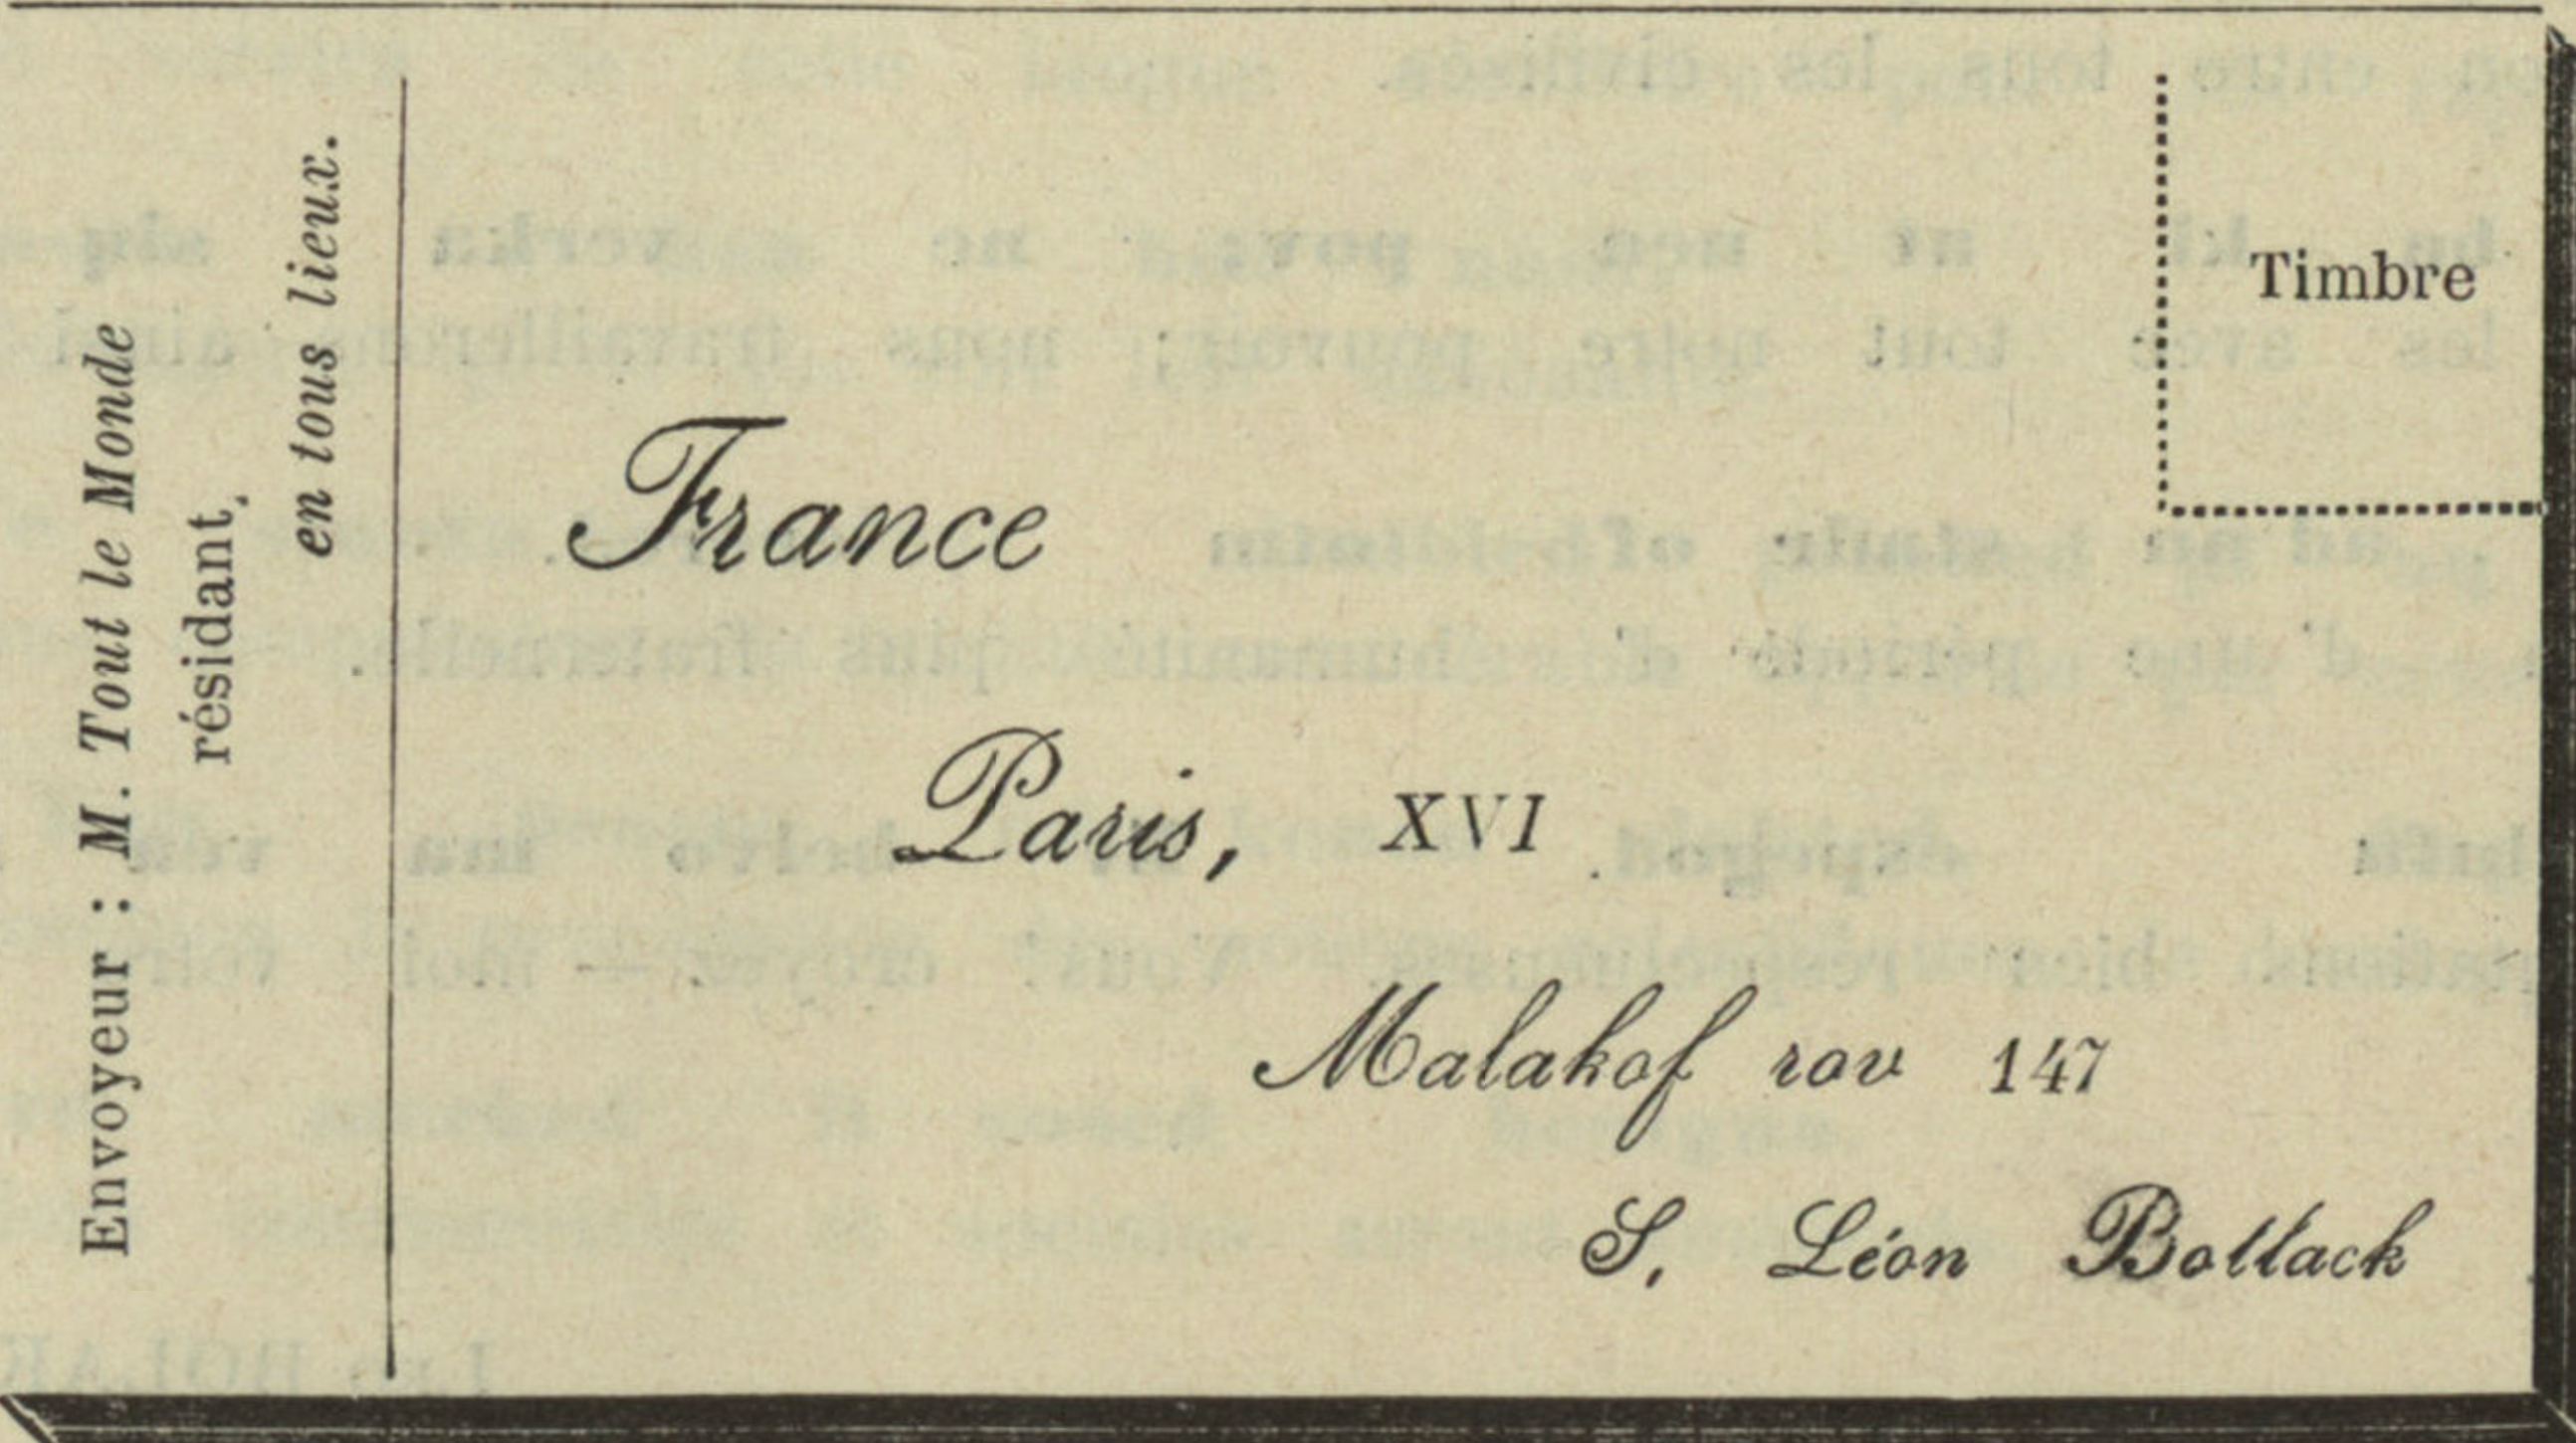 Envoyeur : M. Tout le Monde
résidant,
en tous lieux.
Timbre
France
Paris, XVI
Malakof rov 147
S. Léon Bollack